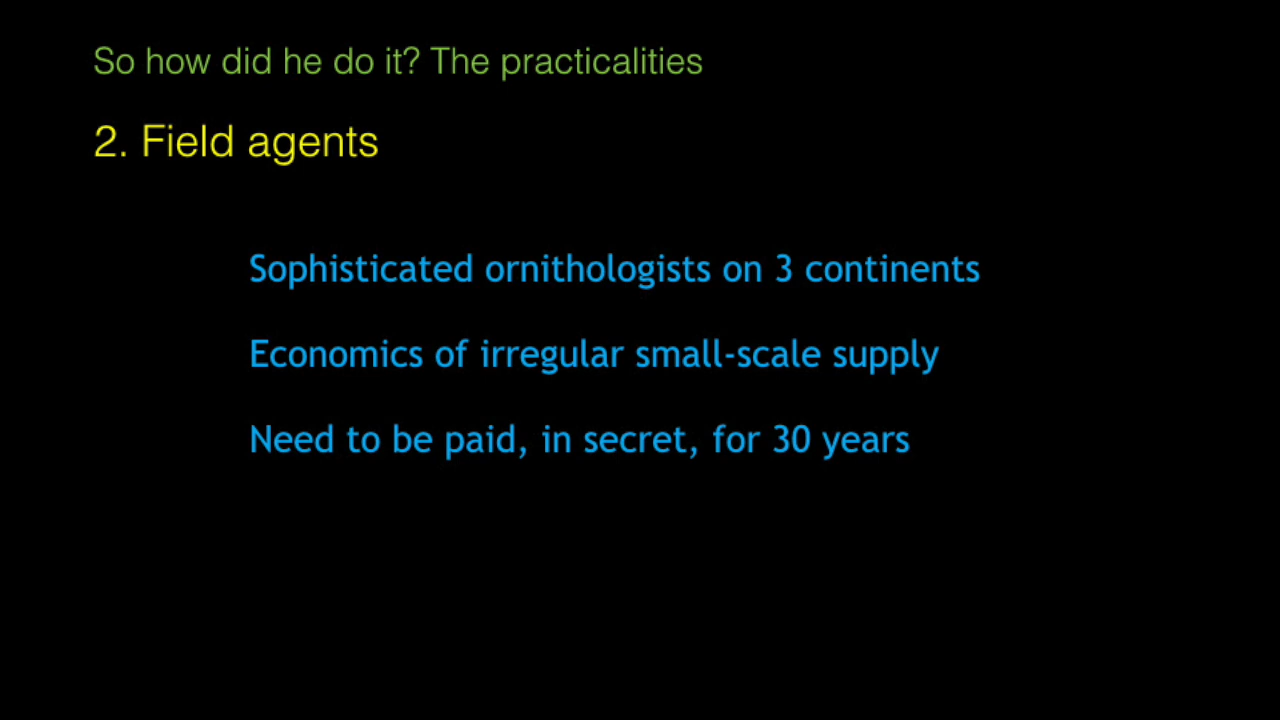 So how did he do it? The practicalities
2. Field agents
Sophisticated ornithologists on 3 continents
Economics of irregular small-scale supply
Need to be paid, in secret, for 30 years